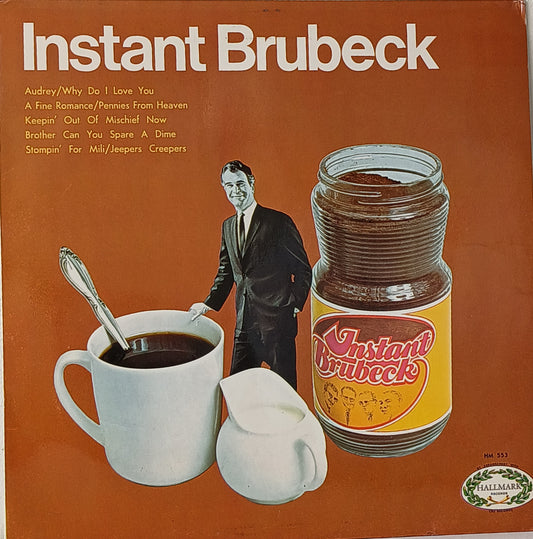 Instant Brubeck
Audrey/Why Do I Love You
A Fine Romance/Pennies From Heaven
Keepin' Out Of Mischief Now
Brother Can You Spare A Dime
Stompin' For Mili/Jeepers Creepers
Instant
Brubeck
HM 553
HALLMARK
RECORDS